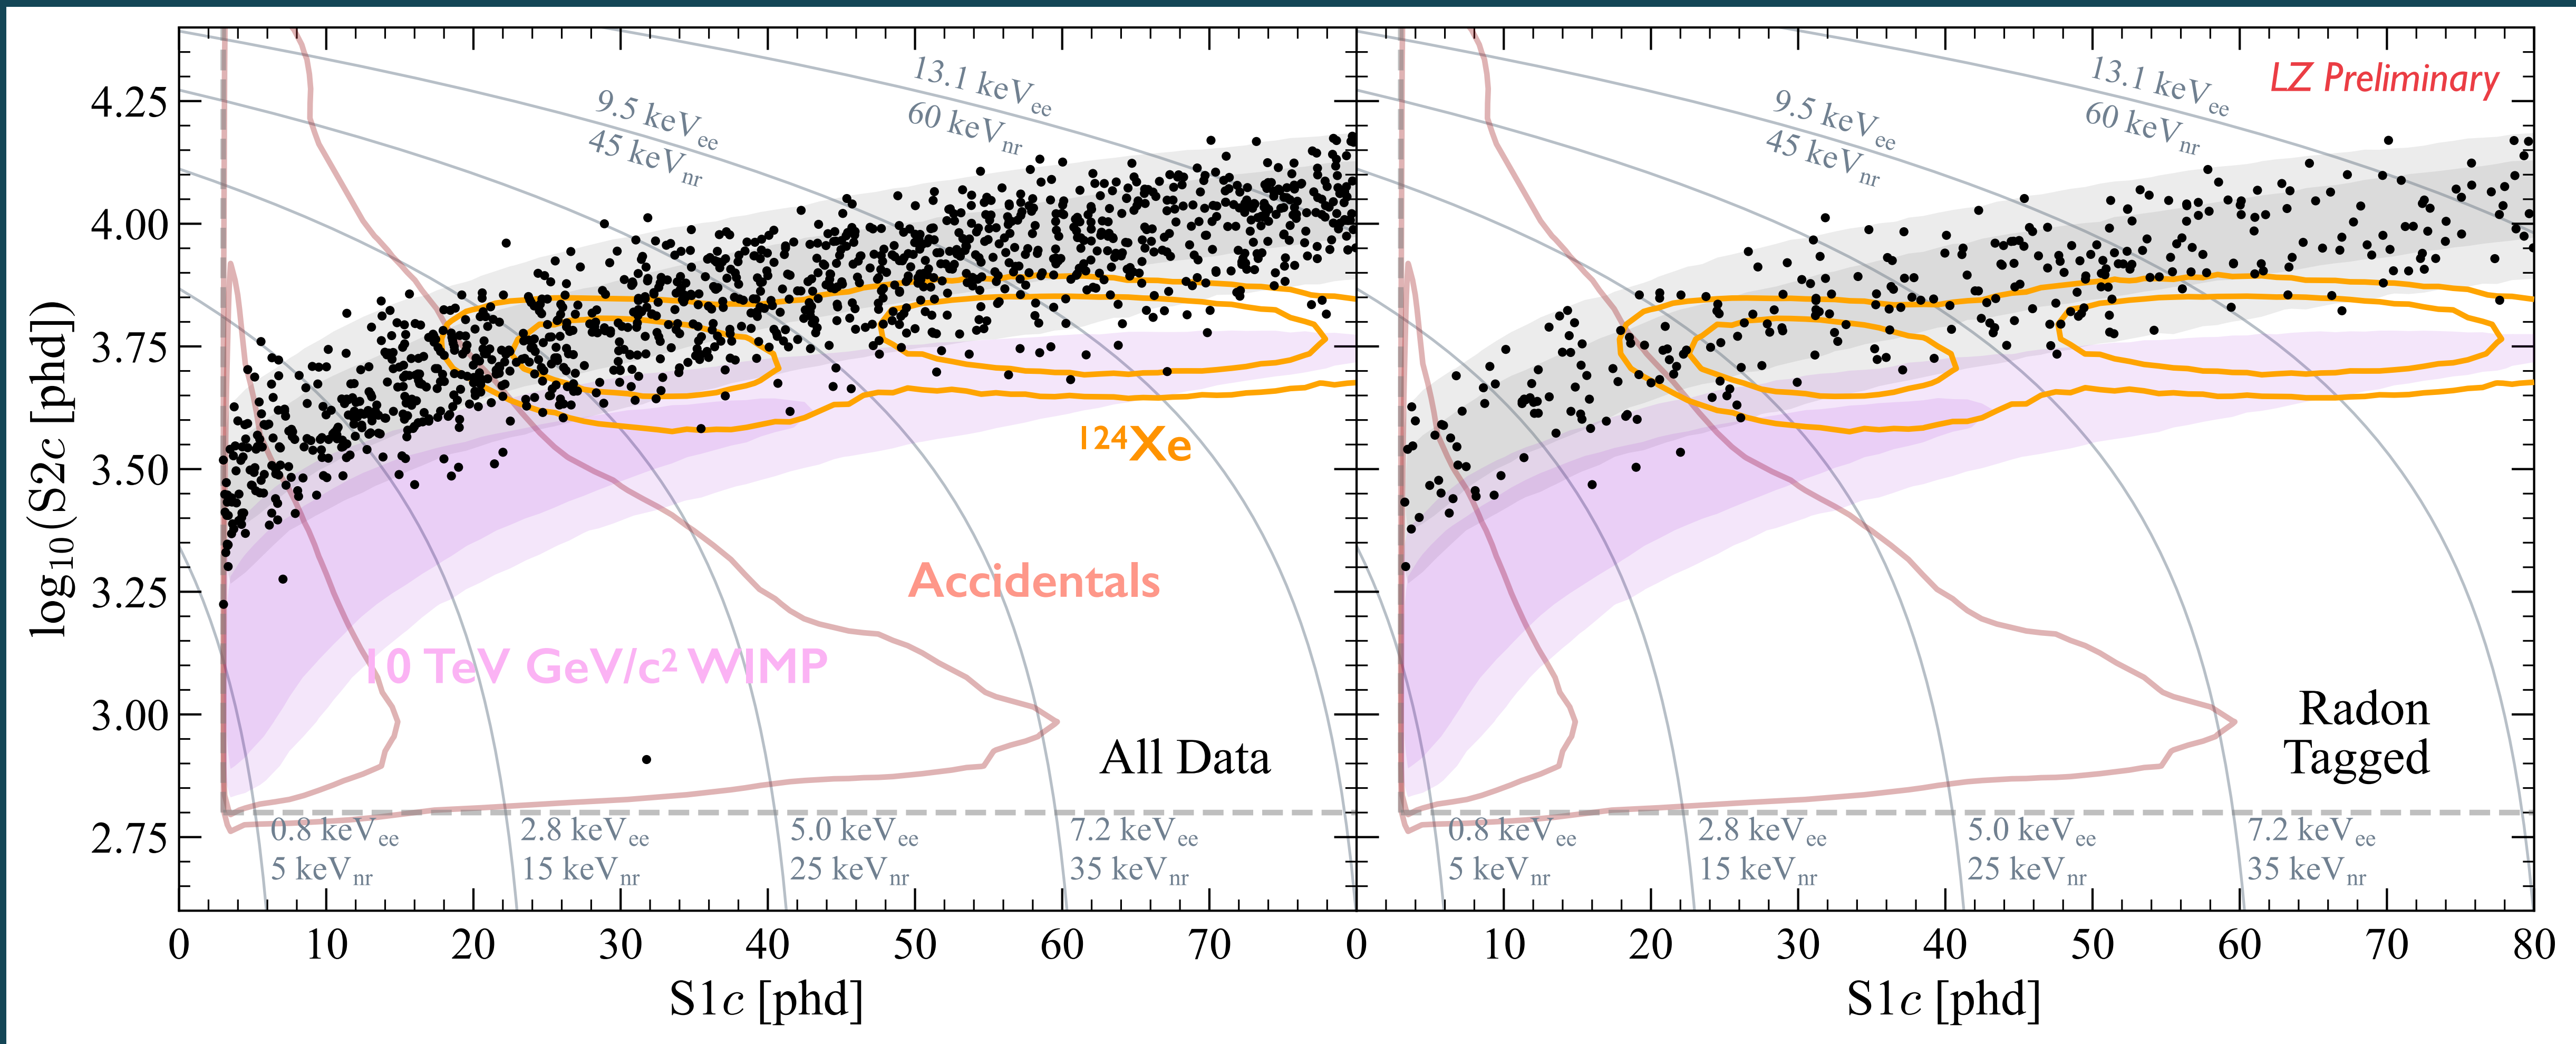 LZ Preliminary
13.1 keVee
60 keVnr
9.5 keVee
45 keVnr
13.1 keVee
60 keVnr
9.5 keVee
45 keVnr
4.25
4.00
3.75
3.50
3.25
3.00
2.75
log10(S2c [phd])
124Xe
Accidentals
10 TeV GeV/c2 WIMP
All Data
Radon
Tagged
0.8 keVee
5 keVnr
2.8 keVee
15 keVnr
5.0 keVee
25 keVnr
7.2 keVee
35 keVnr
0.8 keVee
5 keVnr
2.8 keVee
15 keVnr
5.0 keVee
25 keVnr
7.2 keVee
35 keVnr
0 10 20 30 40 50 60 70 0 10 20 30 40 50 60 70 80
S1c [phd]
S1c [phd]